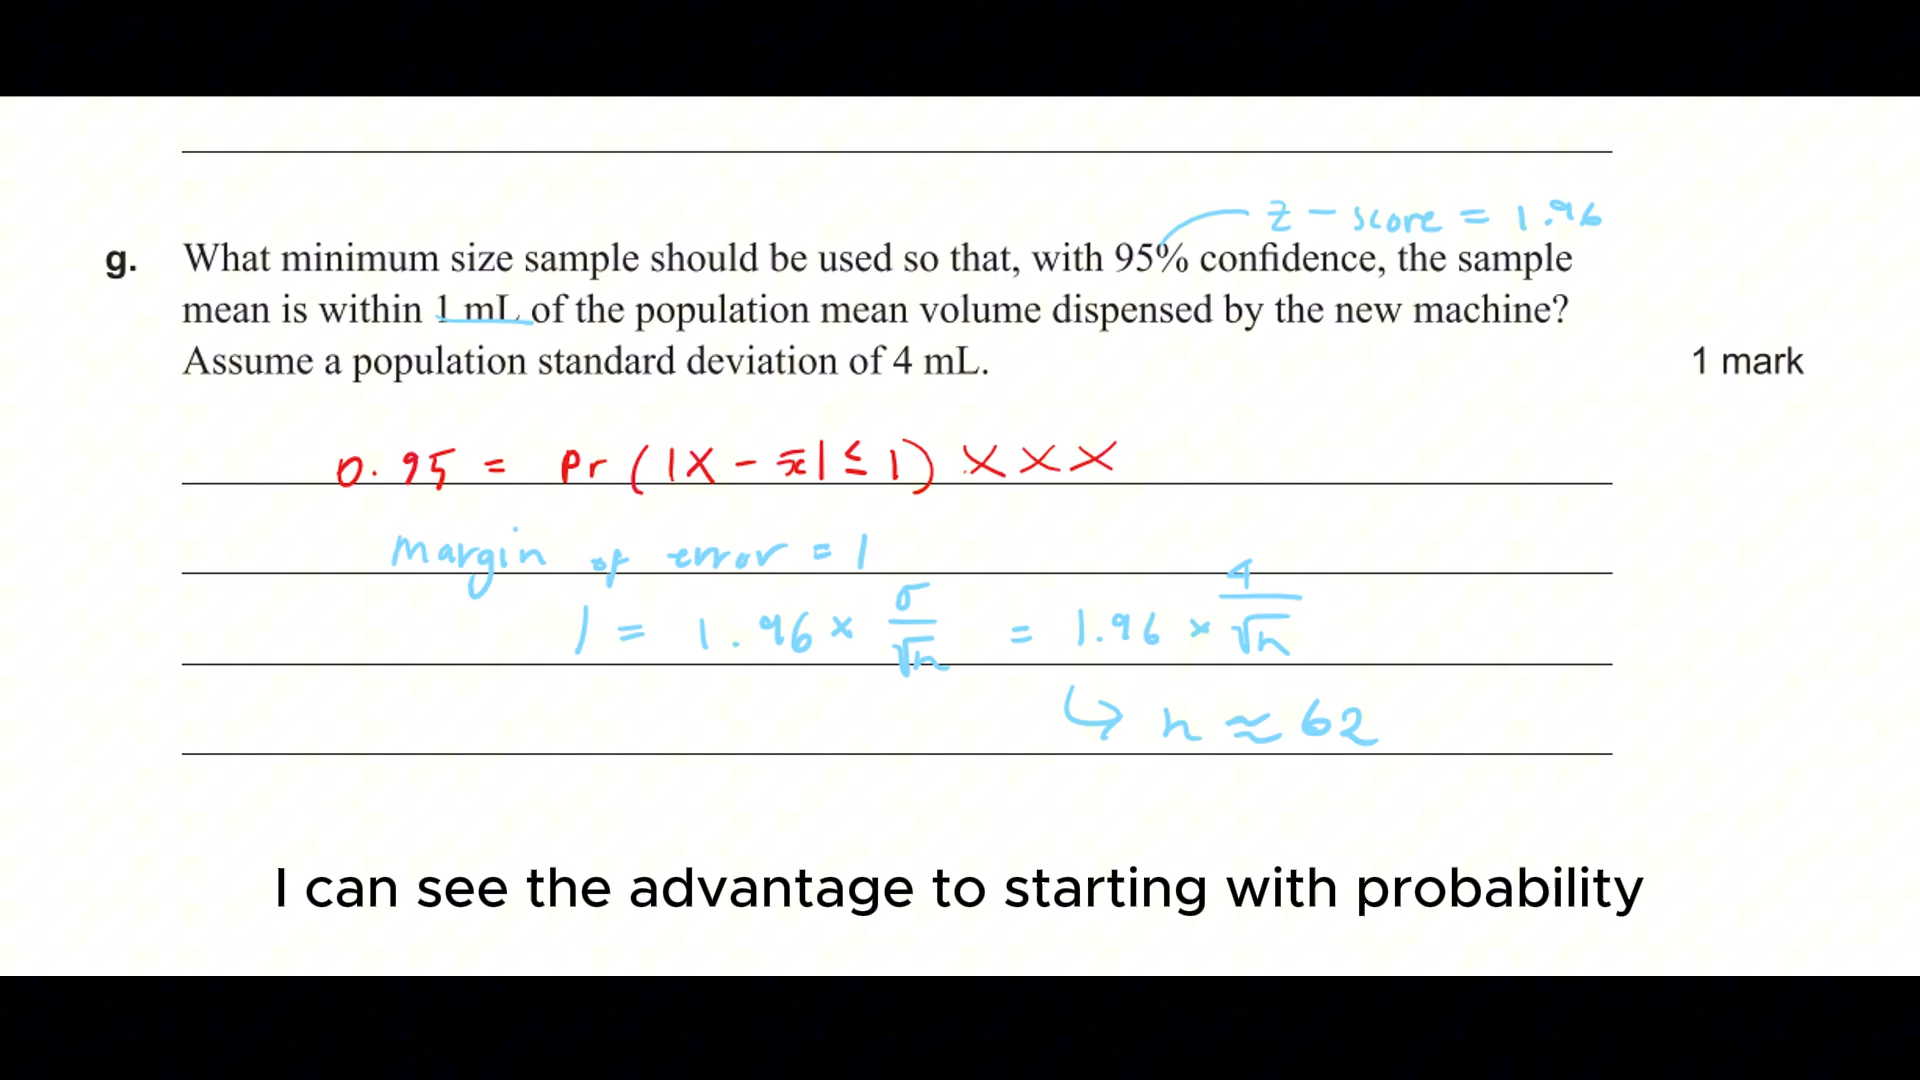 z - score = 1.96
g. What minimum size sample should be used so that, with 95% confidence, the sample
mean is within 1 mL of the population mean volume dispensed by the new machine?
Assume a population standard deviation of 4 mL.
1 mark
0.95 = Pr (|X - x̄| ≤ 1) X X X
margin of error = 1
1 = 1.96 × σ/√n = 1.96 × 4/√n
↳ n ≈ 62
I can see the advantage to starting with probability